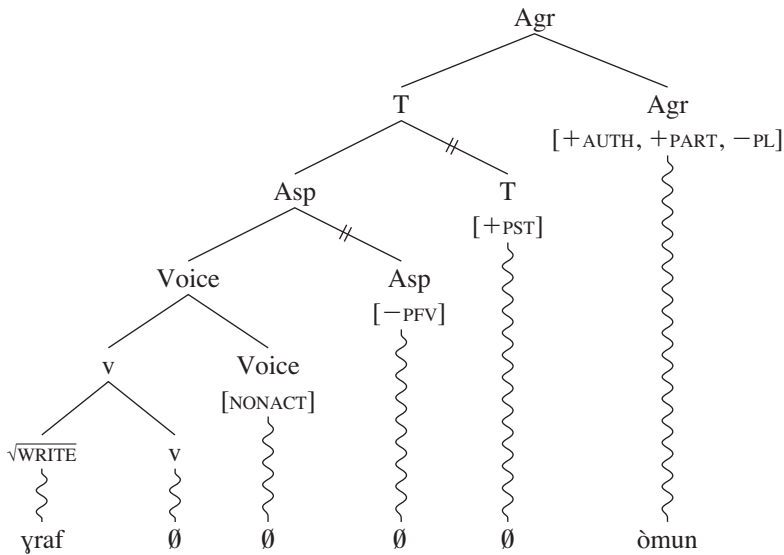 Agr
T Agr
[+AUTH, +PART, −PL]
Asp T
[+PST]
Voice Asp
[−PFV]
v Voice
[NONACT]
√WRITE v
ɣraf Ø Ø Ø Ø òmun